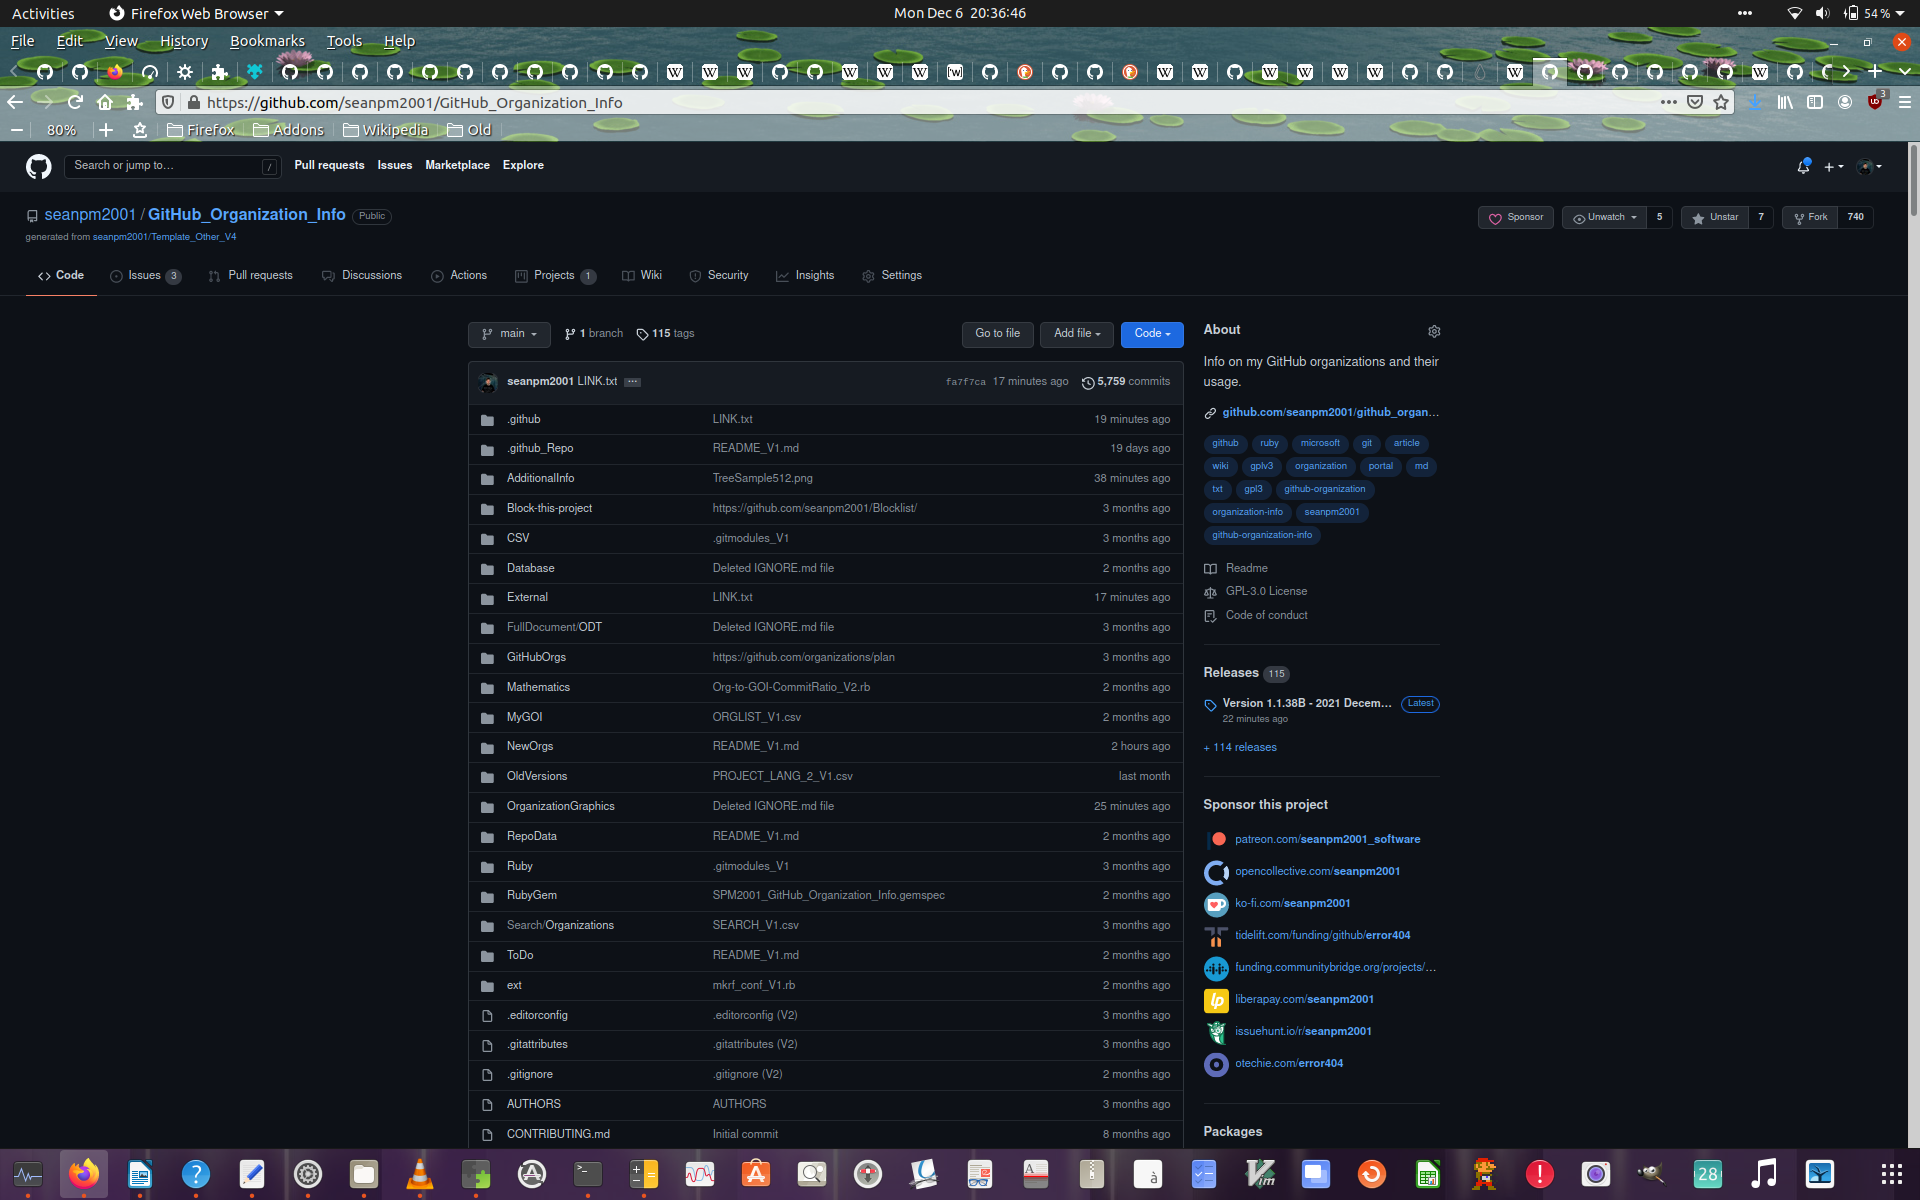 Activities Firefox Web Browser Mon Dec 6 20:36:46 54 %
File Edit View History Bookmarks Tools Help
https://github.com/seanpm2001/GitHub_Organization_Info 3
80% Firefox Addons Wikipedia Old
Search or jump to... / Pull requests Issues Marketplace Explore
seanpm2001 / GitHub_Organization_Info Public
Sponsor Unwatch 5 Unstar 7 Fork 740
generated from seanpm2001/Template_Other_V4
Code Issues 3 Pull requests Discussions Actions Projects 1 Wiki Security Insights Settings
main 1 branch 115 tags Go to file Add file Code
seanpm2001 LINK.txt ... fa7f7ca 17 minutes ago 5,759 commits
.github LINK.txt 19 minutes ago
.github_Repo README_V1.md 19 days ago
AdditionalInfo TreeSample512.png 38 minutes ago
Block-this-project https://github.com/seanpm2001/Blocklist/ 3 months ago
CSV .gitmodules_V1 3 months ago
Database Deleted IGNORE.md file 2 months ago
External LINK.txt 17 minutes ago
FullDocument/ODT Deleted IGNORE.md file 3 months ago
GitHubOrgs https://github.com/organizations/plan 3 months ago
Mathematics Org-to-GOI-CommitRatio_V2.rb 2 months ago
MyGOI ORGLIST_V1.csv 2 months ago
NewOrgs README_V1.md 2 hours ago
OldVersions PROJECT_LANG_2_V1.csv last month
OrganizationGraphics Deleted IGNORE.md file 25 minutes ago
RepoData README_V1.md 2 months ago
Ruby .gitmodules_V1 3 months ago
RubyGem SPM2001_GitHub_Organization_Info.gemspec 2 months ago
Search/Organizations SEARCH_V1.csv 3 months ago
ToDo README_V1.md 2 months ago
ext mkrf_conf_V1.rb 2 months ago
.editorconfig .editorconfig (V2) 3 months ago
.gitattributes .gitattributes (V2) 3 months ago
.gitignore .gitignore (V2) 2 months ago
AUTHORS AUTHORS 3 months ago
CONTRIBUTING.md Initial commit 8 months ago
About
Info on my GitHub organizations and their
usage.
github.com/seanpm2001/github_organ...
github ruby microsoft git article
wiki gplv3 organization portal md
txt gpl3 github-organization
organization-info seanpm2001
github-organization-info
Readme
GPL-3.0 License
Code of conduct
Releases 115
Version 1.1.38B - 2021 Decem... Latest
22 minutes ago
+ 114 releases
Sponsor this project
patreon.com/seanpm2001_software
opencollective.com/seanpm2001
ko-fi.com/seanpm2001
tidelift.com/funding/github/error404
funding.communitybridge.org/projects/...
liberapay.com/seanpm2001
issuehunt.io/r/seanpm2001
otechie.com/error404
Packages
28